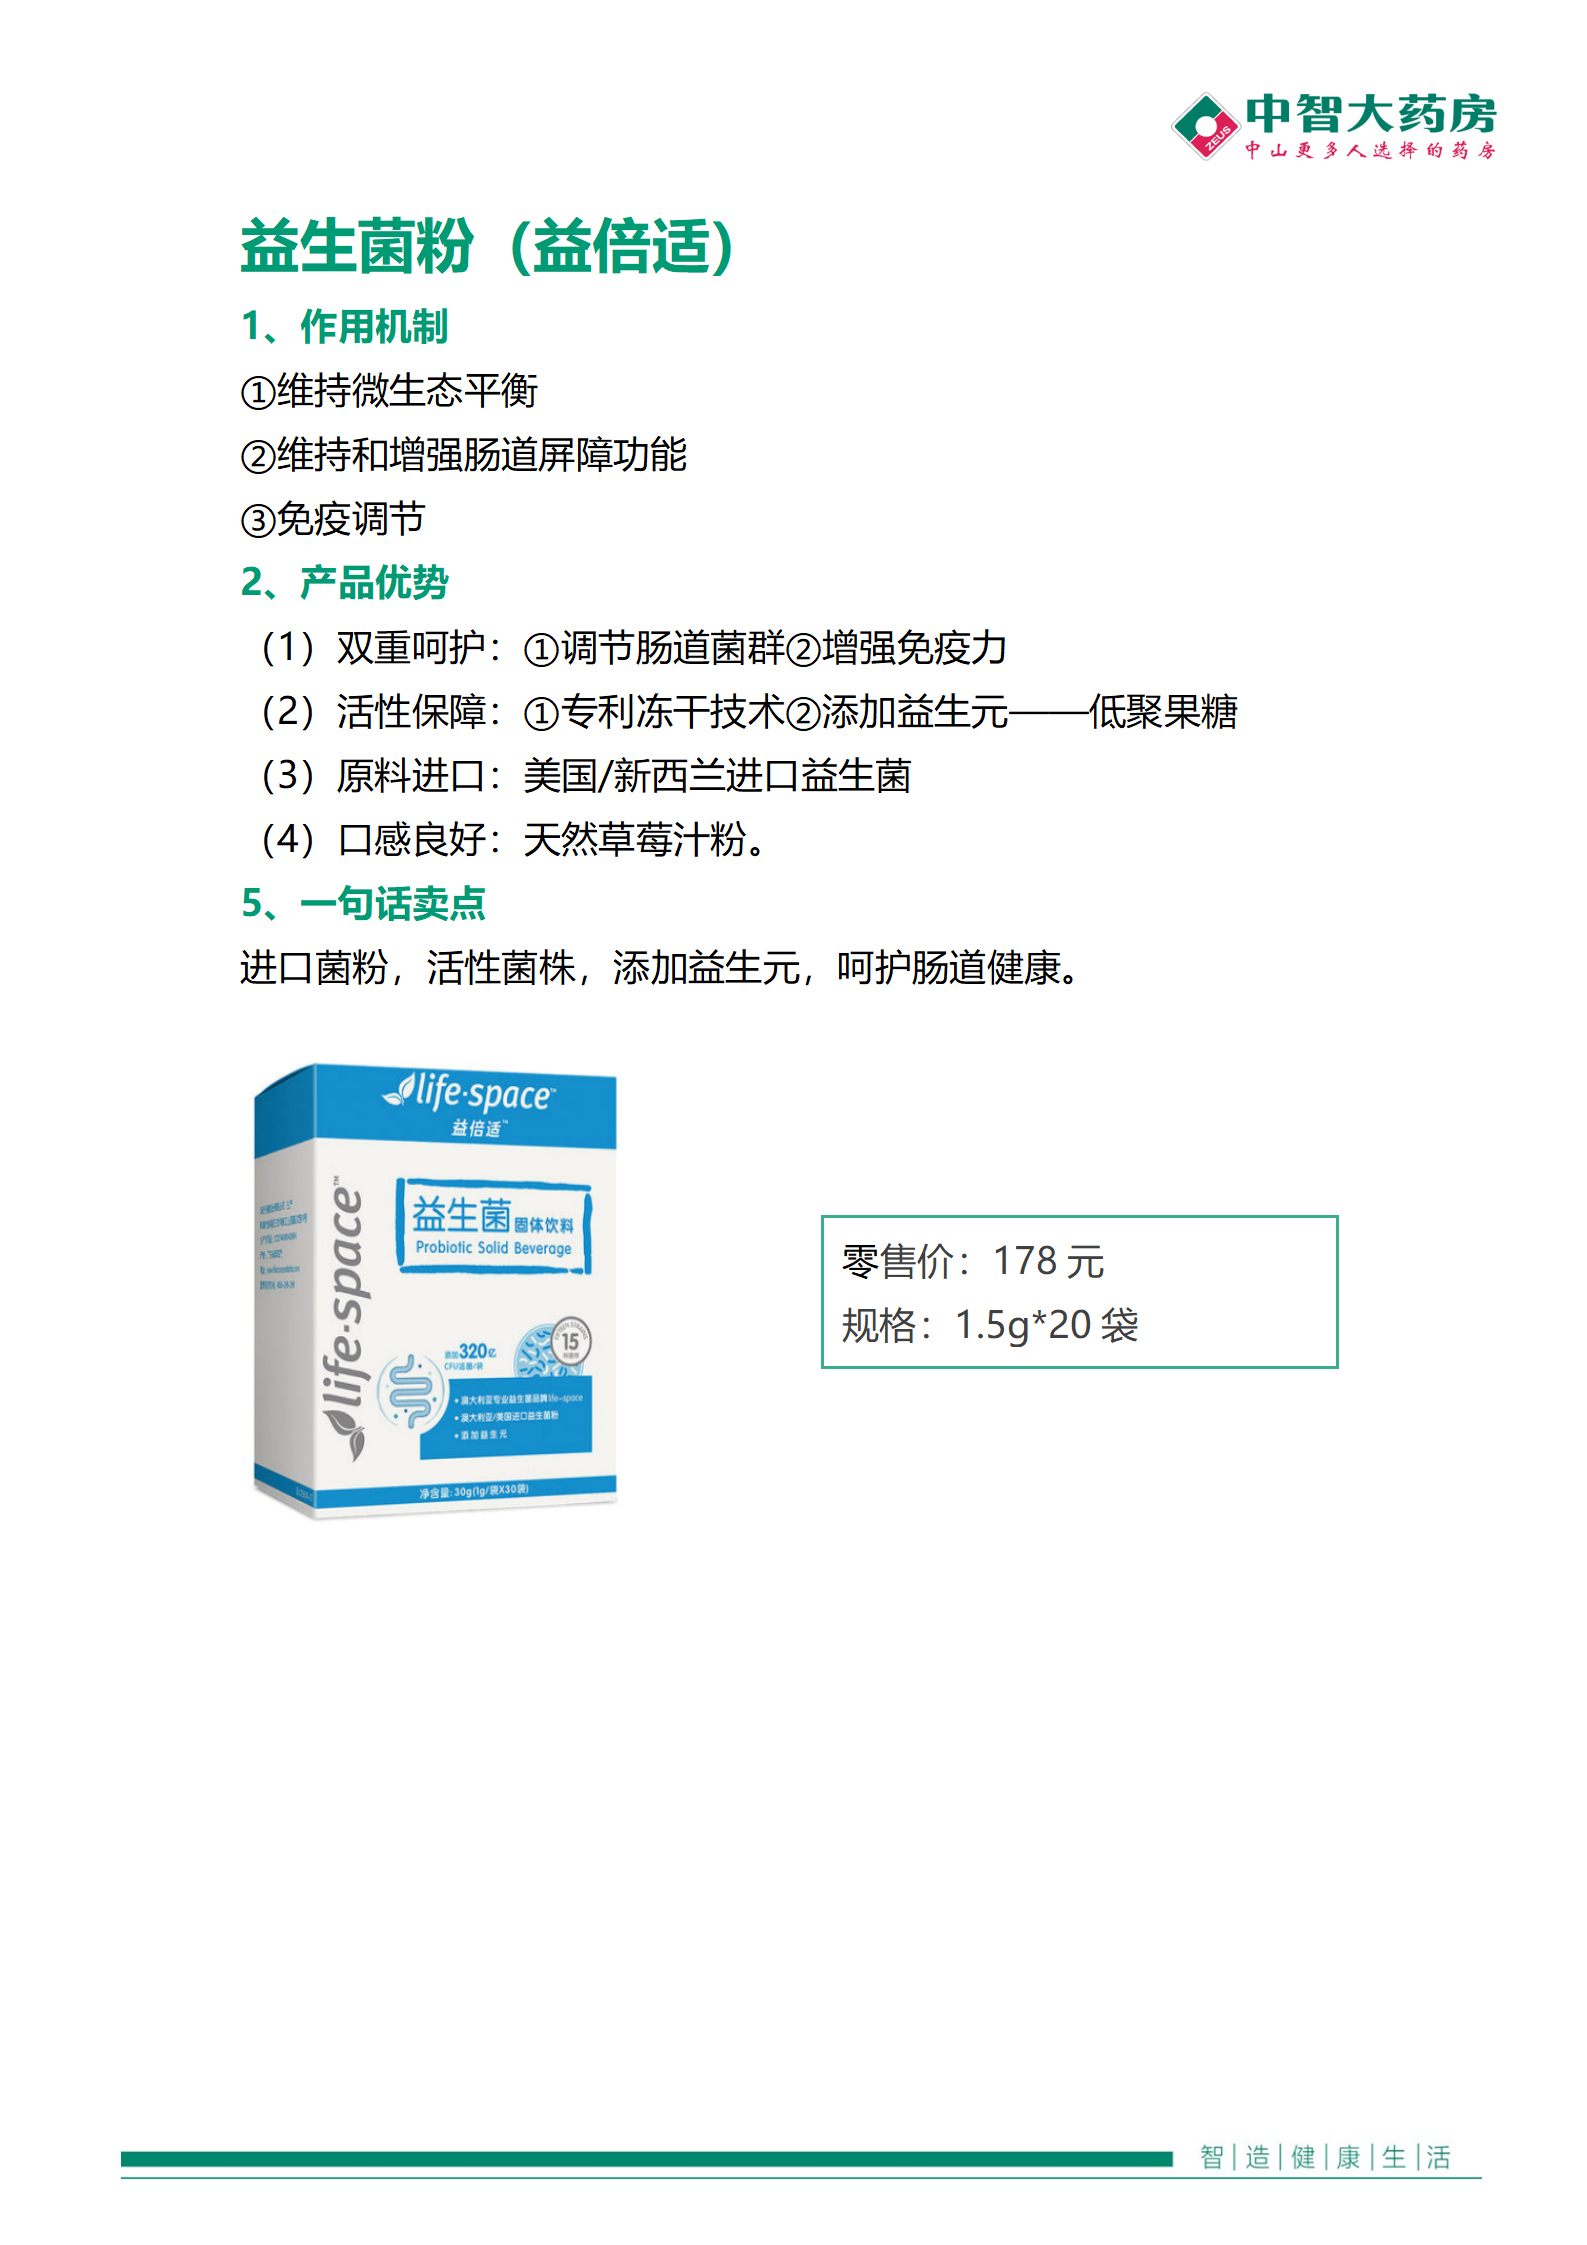 中智大药房
ZEUS
中山更多人选择的药房
益生菌粉（益倍适）
1、作用机制
①维持微生态平衡
②维持和增强肠道屏障功能
③免疫调节
2、产品优势
（1）双重呵护：①调节肠道菌群②增强免疫力
（2）活性保障：①专利冻干技术②添加益生元——低聚果糖
（3）原料进口：美国/新西兰进口益生菌
（4）口感良好：天然草莓汁粉。
5、一句话卖点
进口菌粉，活性菌株，添加益生元，呵护肠道健康。
life·space™
益倍适™
life·space™
益生菌固体饮料
Probiotic Solid Beverage
添加320亿
CFU活菌/袋
15
• 澳大利亚专业益生菌品牌life-space
• 澳大利亚/美国进口益生菌粉
• 添加益生元
净含量: 30g(1g/袋X30袋)
零售价：178 元
规格：1.5g*20 袋
智|造|健|康|生|活